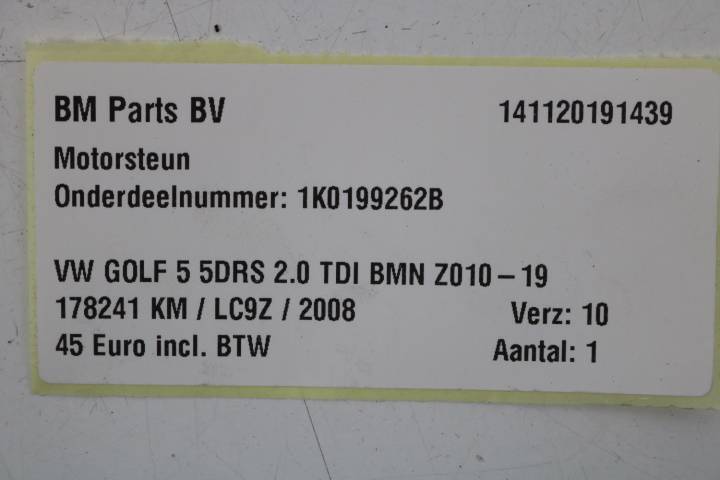 BM Parts BV 141120191439
Motorsteun
Onderdeelnummer: 1K0199262B
VW GOLF 5 5DRS 2.0 TDI BMN Z010 – 19
178241 KM / LC9Z / 2008 Verz: 10
45 Euro incl. BTW Aantal: 1